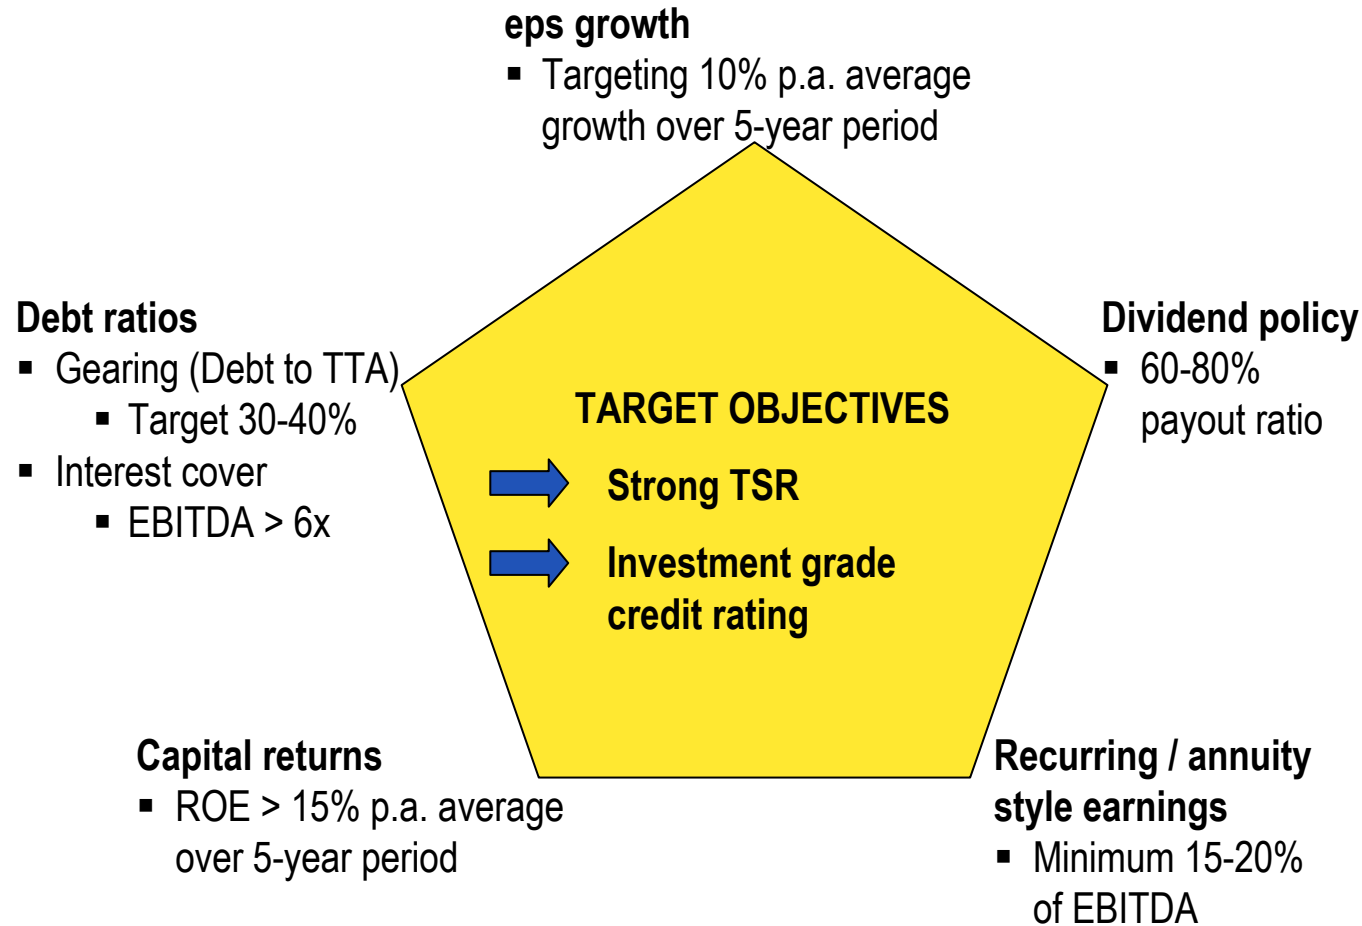 eps growth
▪ Targeting 10% p.a. average
growth over 5-year period
Debt ratios
▪ Gearing (Debt to TTA)
▪ Target 30-40%
▪ Interest cover
▪ EBITDA > 6x
Dividend policy
▪ 60-80%
payout ratio
TARGET OBJECTIVES
Strong TSR
Investment grade
credit rating
Capital returns
▪ ROE > 15% p.a. average
over 5-year period
Recurring / annuity
style earnings
▪ Minimum 15-20%
of EBITDA